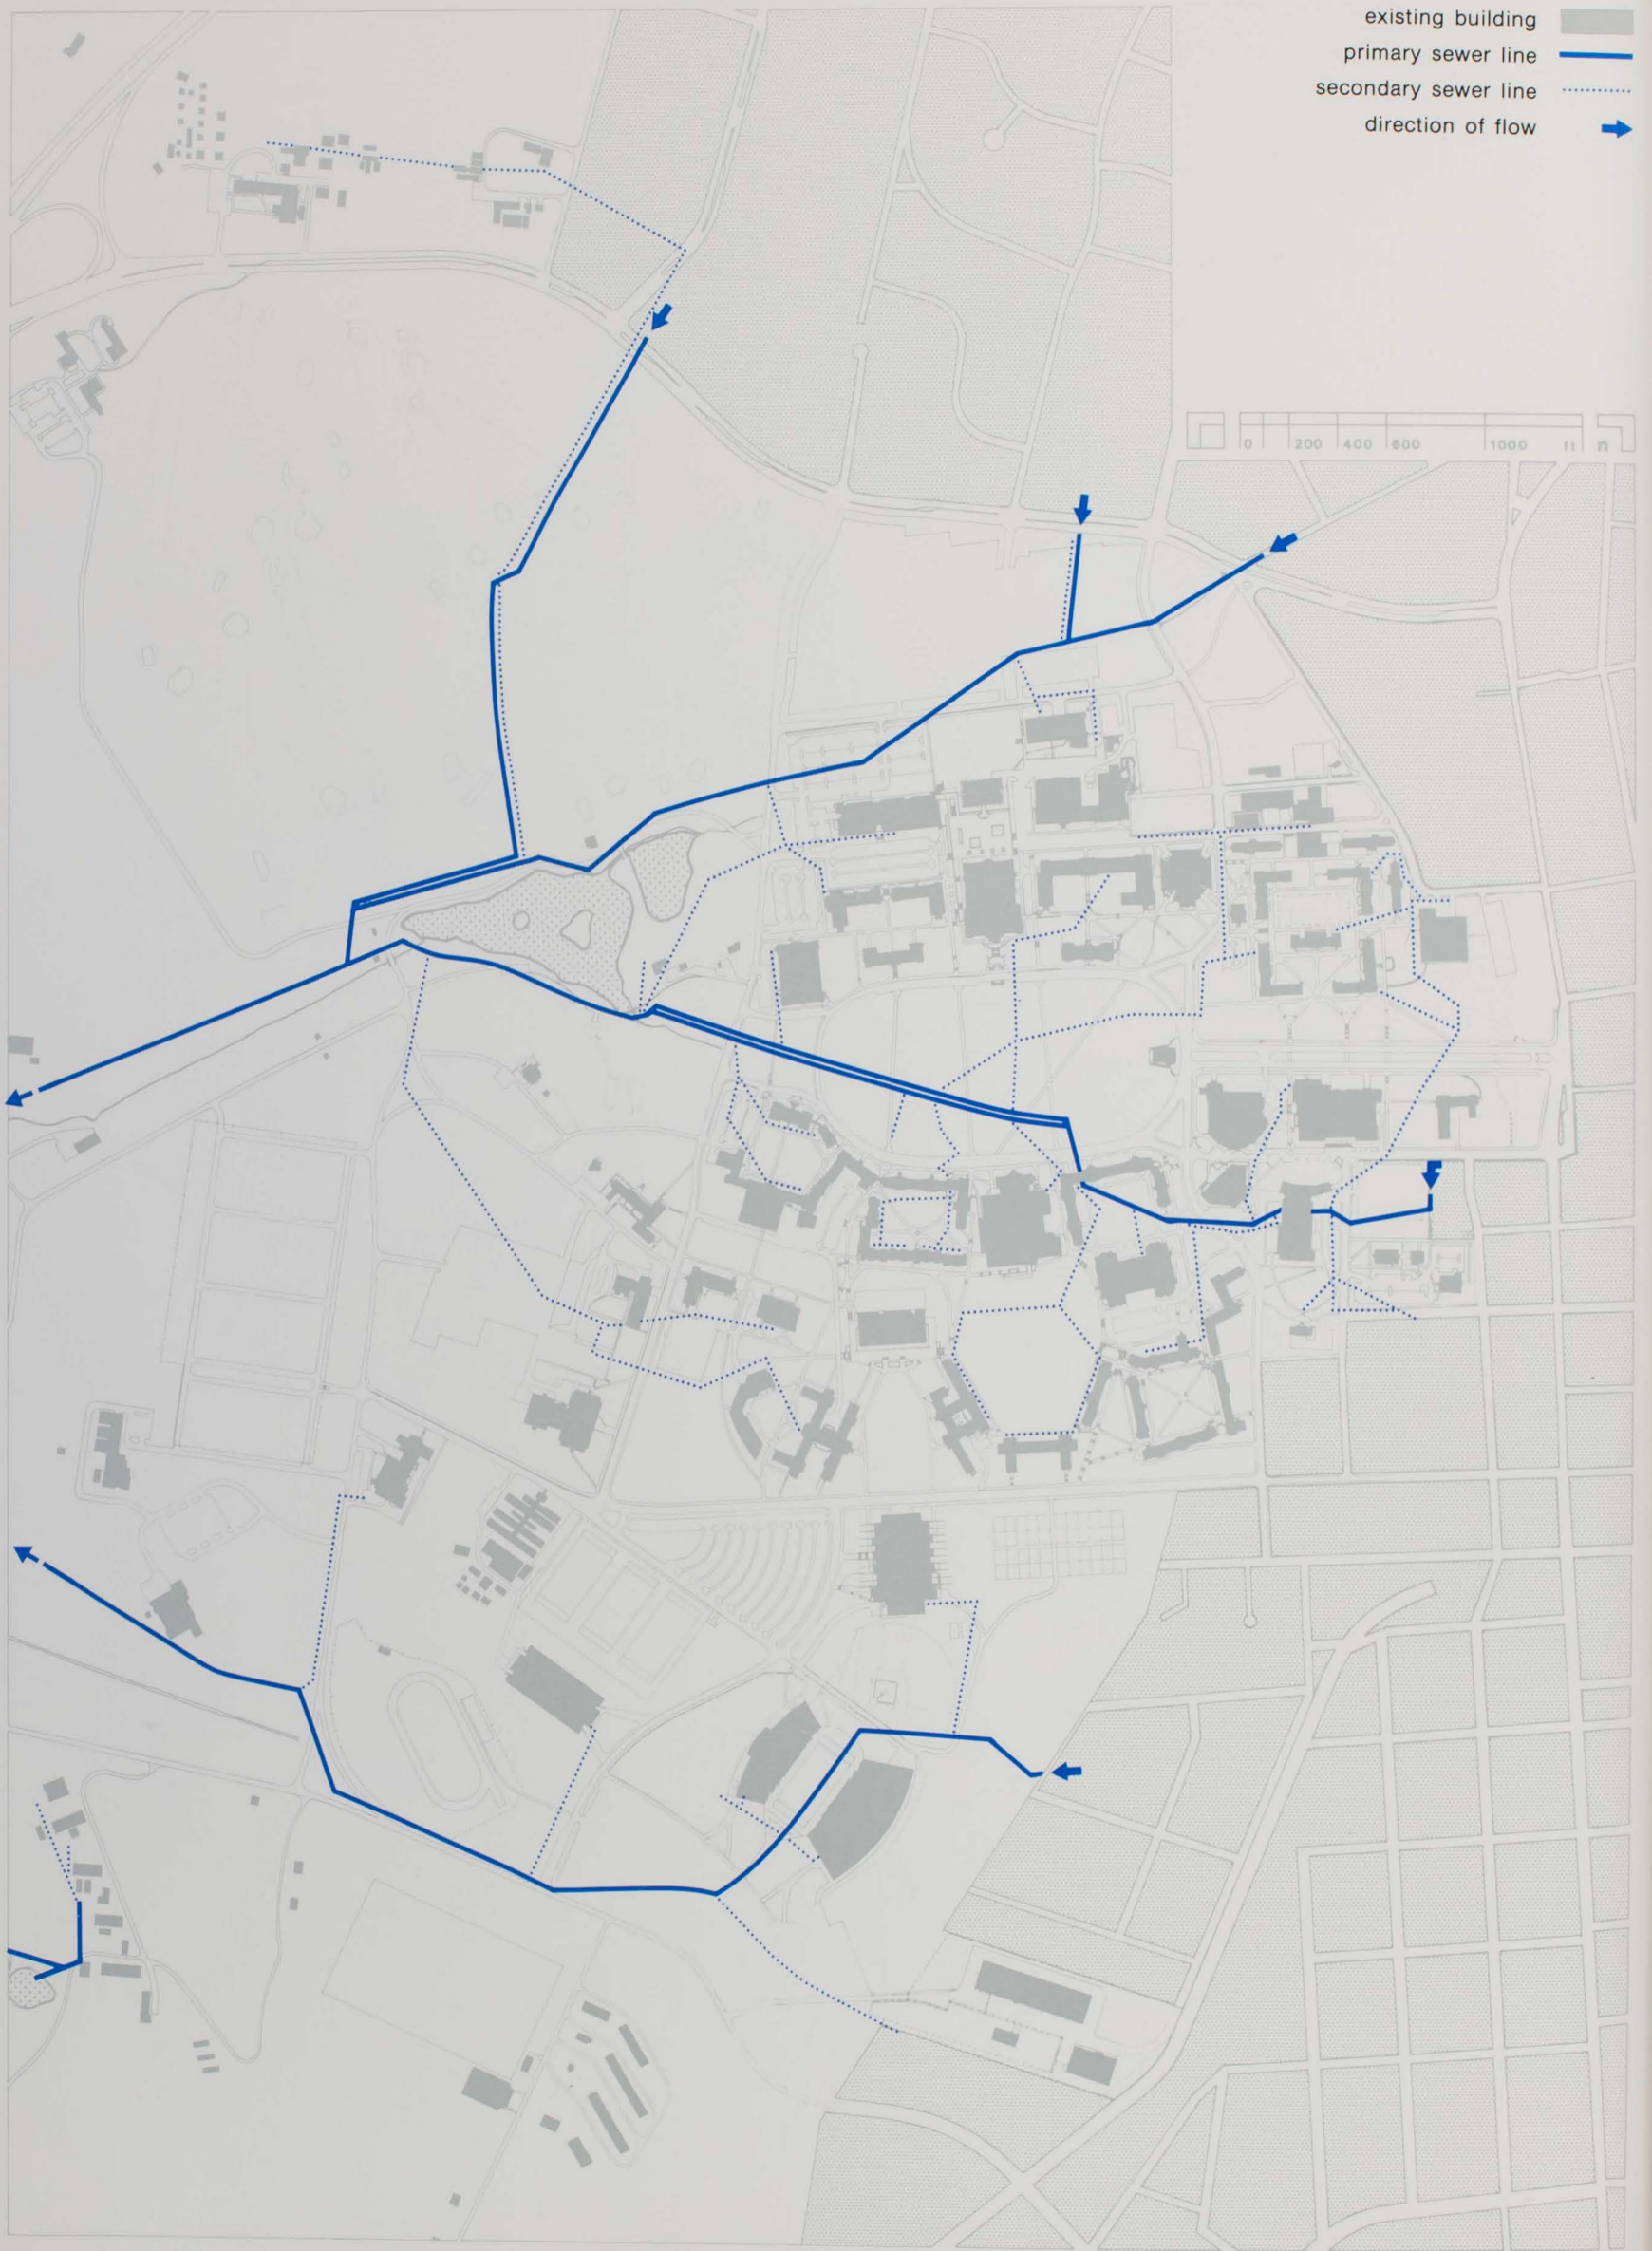 existing building
primary sewer line
secondary sewer line
direction of flow
0 200 400 600 1000 ft n